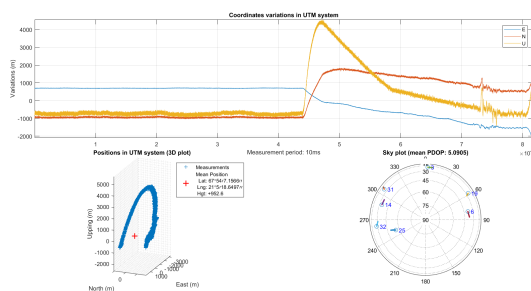 Coordinates variations in UTM system
Variations (m)
4000
3000
2000
1000
0
-1000
-2000
1 2 3 4 5 6 7 8
Measurement period: 10ms
E
N
U
Positions in UTM system (3D plot)
Upping (m)
5000
4000
3000
2000
1000
0
-1000
North (m)
East (m)
Measurements
Mean Position
Sky plot (mean PDOP: 5.0905)
0
30
60
90
120
150
180
210
240
270
300
330
31
14
32
25
6